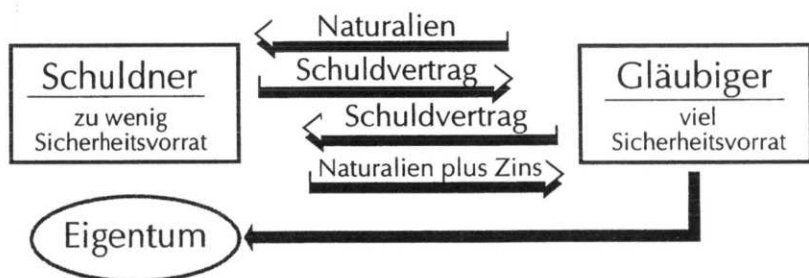 Naturalien
Schuldner
zu wenig
Sicherheitsvorrat
Schuldvertrag
Schuldvertrag
Naturalien plus Zins
Gläubiger
viel
Sicherheitsvorrat
Eigentum